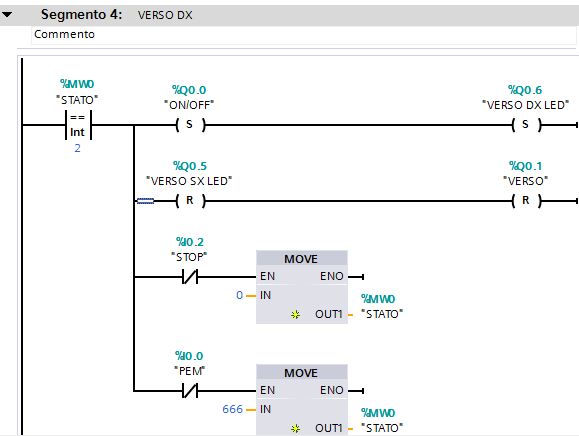 Segmento 4: VERSO DX
Commento
%MW0
"STATO"
==
Int
2
%Q0.0
"ON/OFF"
S
%Q0.6
"VERSO DX LED"
S
%Q0.5
"VERSO SX LED"
R
%Q0.1
"VERSO"
R
%I0.2
"STOP"
MOVE
EN ENO
0 IN
%MW0
OUT1 "STATO"
%I0.0
"PEM"
MOVE
EN ENO
666 IN
%MW0
OUT1 "STATO"